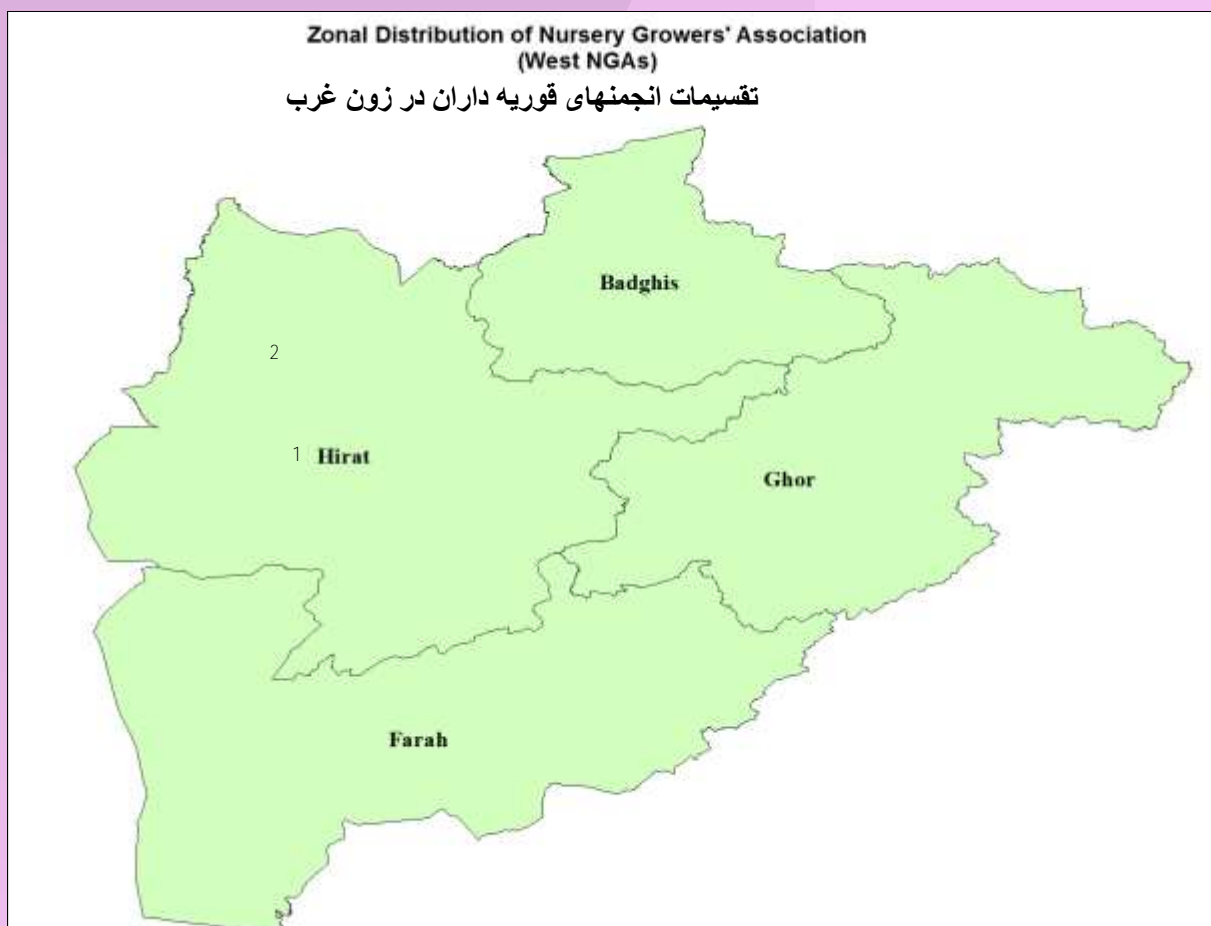 Zonal Distribution of Nursery Growers' Association
(West NGAs)
تقسیمات انجمنهای قوریه داران در زون غرب
Badghis
2
1 Hirat
Ghor
Farah